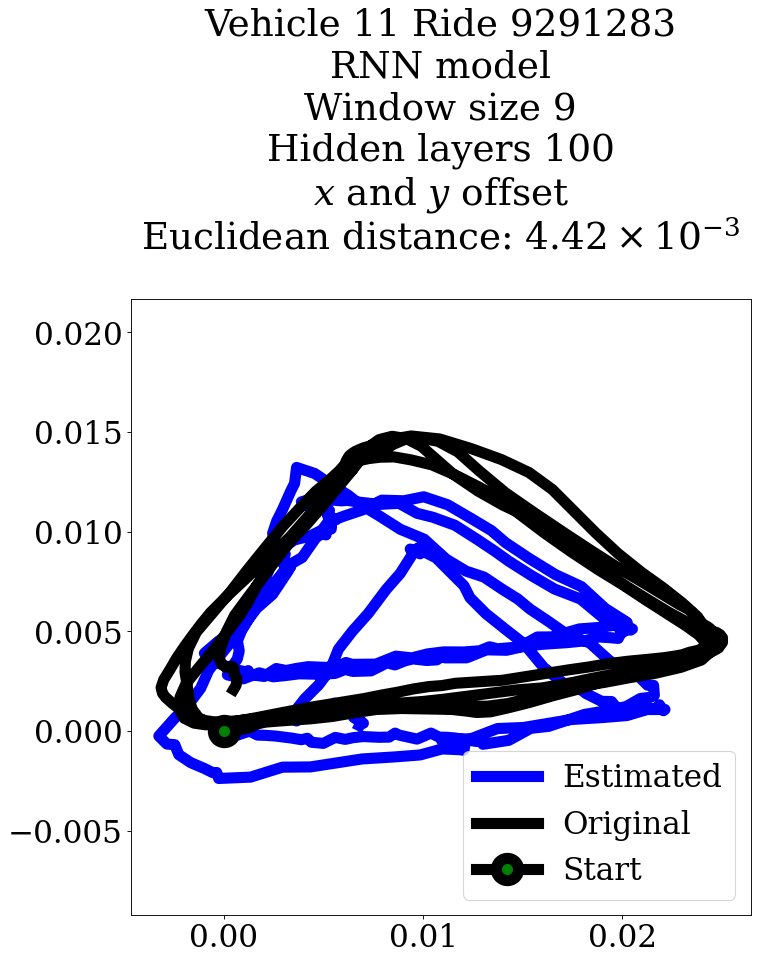 Vehicle 11 Ride 9291283
RNN model
Window size 9
Hidden layers 100
x and y offset
Euclidean distance: 4.42 × 10⁻³
0.020
0.015
0.010
0.005
0.000
−0.005
0.00 0.01 0.02
Estimated
Original
Start